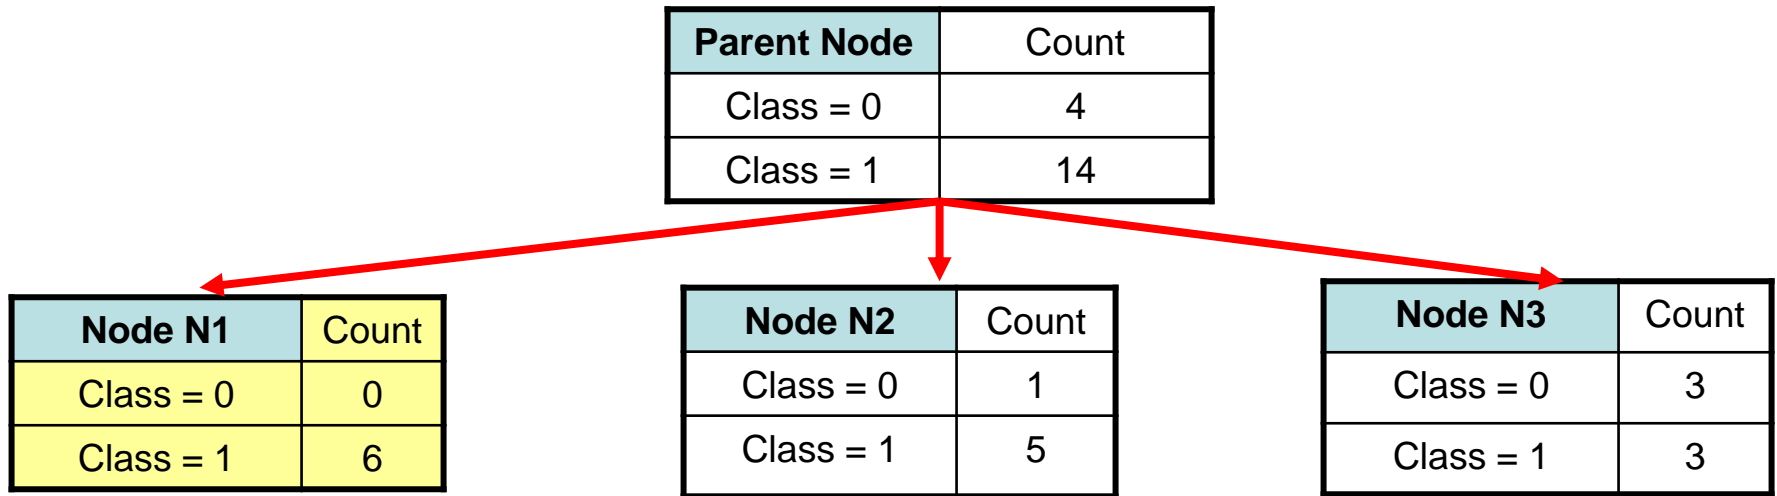 Parent Node Count
Class = 0 4
Class = 1 14
Node N1 Count
Class = 0 0
Class = 1 6
Node N2 Count
Class = 0 1
Class = 1 5
Node N3 Count
Class = 0 3
Class = 1 3